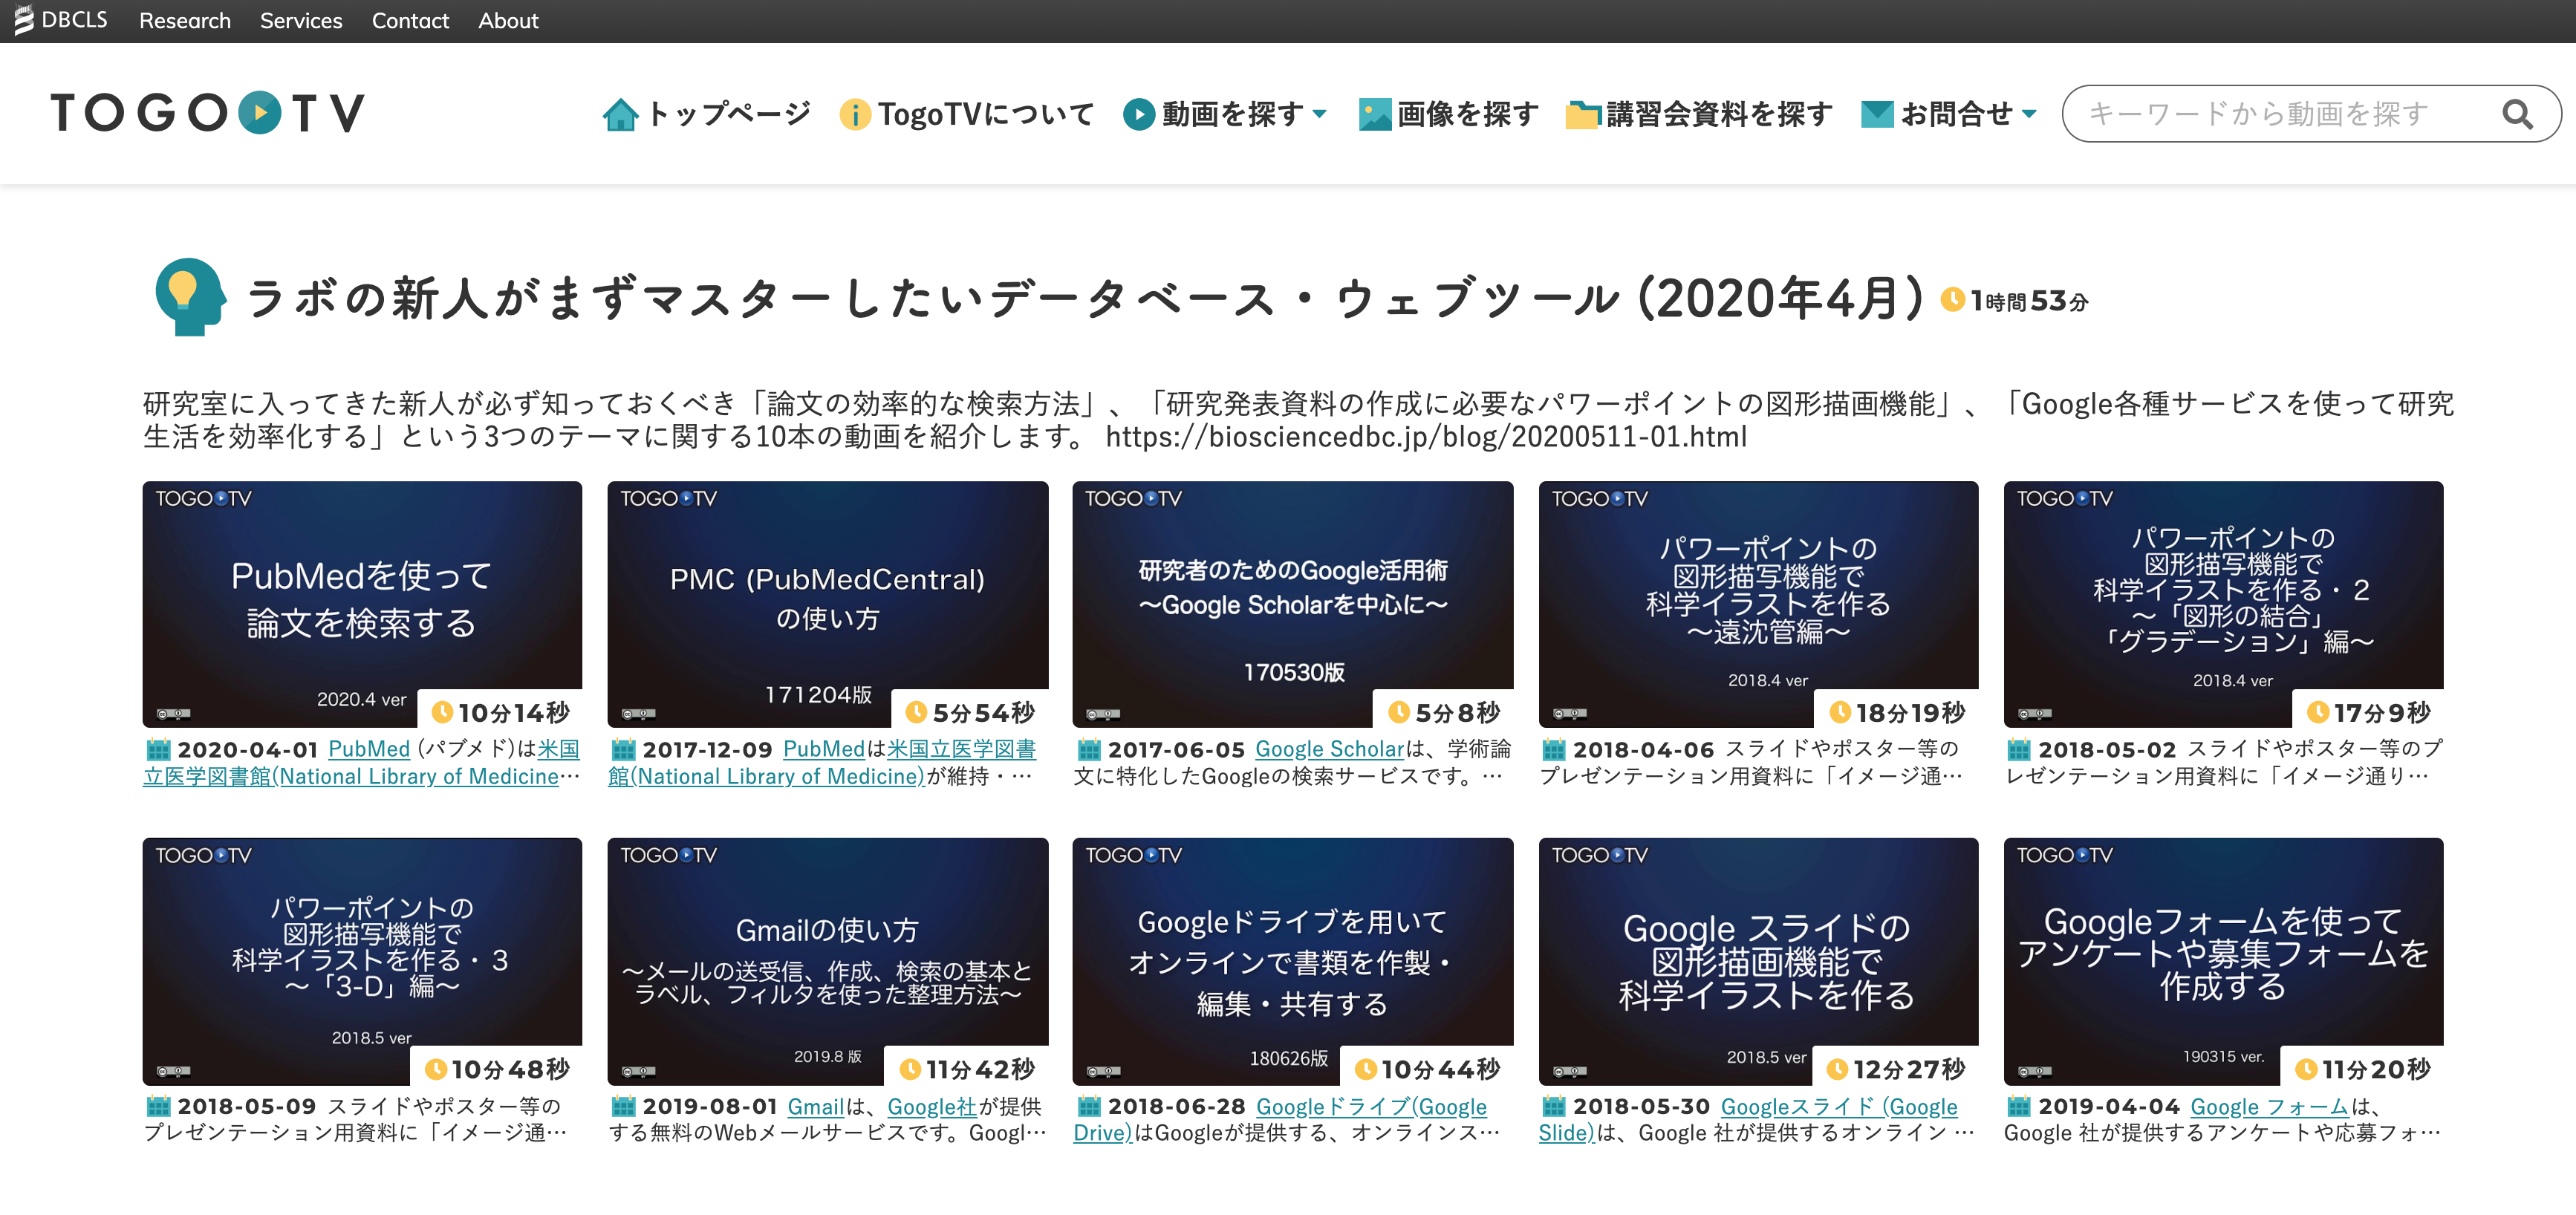 DBCLS Research Services Contact About
TOGO TV トップページ TogoTVについて 動画を探す 画像を探す 講習会資料を探す お問合せ キーワードから動画を探す
ラボの新人がまずマスターしたいデータベース・ウェブツール (2020年4月) 1時間53分
研究室に入ってきた新人が必ず知っておくべき「論文の効率的な検索方法」、「研究発表資料の作成に必要なパワーポイントの図形描画機能」、「Google各種サービスを使って研究
生活を効率化する」という3つのテーマに関する10本の動画を紹介します。 https://biosciencedbc.jp/blog/20200511-01.html
TOGO TV
PubMedを使って
論文を検索する
2020.4 ver
10分14秒
2020-04-01 PubMed (パブメド)は米国
立医学図書館(National Library of Medicine…
TOGO TV
PMC (PubMedCentral)
の使い方
171204版
5分54秒
2017-12-09 PubMedは米国立医学図書
館(National Library of Medicine)が維持・…
TOGO TV
研究者のためのGoogle活用術
～Google Scholarを中心に～
170530版
5分8秒
2017-06-05 Google Scholarは、学術論
文に特化したGoogleの検索サービスです。…
TOGO TV
パワーポイントの
図形描写機能で
科学イラストを作る
～遠沈管編～
2018.4 ver
18分19秒
2018-04-06 スライドやポスター等の
プレゼンテーション用資料に「イメージ通…
TOGO TV
パワーポイントの
図形描写機能で
科学イラストを作る・２
～「図形の結合」
「グラデーション」編～
2018.4 ver
17分9秒
2018-05-02 スライドやポスター等のプ
レゼンテーション用資料に「イメージ通り…
TOGO TV
パワーポイントの
図形描写機能で
科学イラストを作る・３
～「3-D」編～
2018.5 ver
10分48秒
2018-05-09 スライドやポスター等の
プレゼンテーション用資料に「イメージ通…
TOGO TV
Gmailの使い方
～メールの送受信、作成、検索の基本と
ラベル、フィルタを使った整理方法～
2019.8 版
11分42秒
2019-08-01 Gmailは、Google社が提供
する無料のWebメールサービスです。Googl…
TOGO TV
Googleドライブを用いて
オンラインで書類を作製・
編集・共有する
180626版
10分44秒
2018-06-28 Googleドライブ(Google
Drive)はGoogleが提供する、オンラインス…
TOGO TV
Google スライドの
図形描画機能で
科学イラストを作る
2018.5 ver
12分27秒
2018-05-30 Googleスライド (Google
Slide)は、Google 社が提供するオンライン …
TOGO TV
Googleフォームを使って
アンケートや募集フォームを
作成する
190315 ver.
11分20秒
2019-04-04 Google フォームは、
Google 社が提供するアンケートや応募フォ…